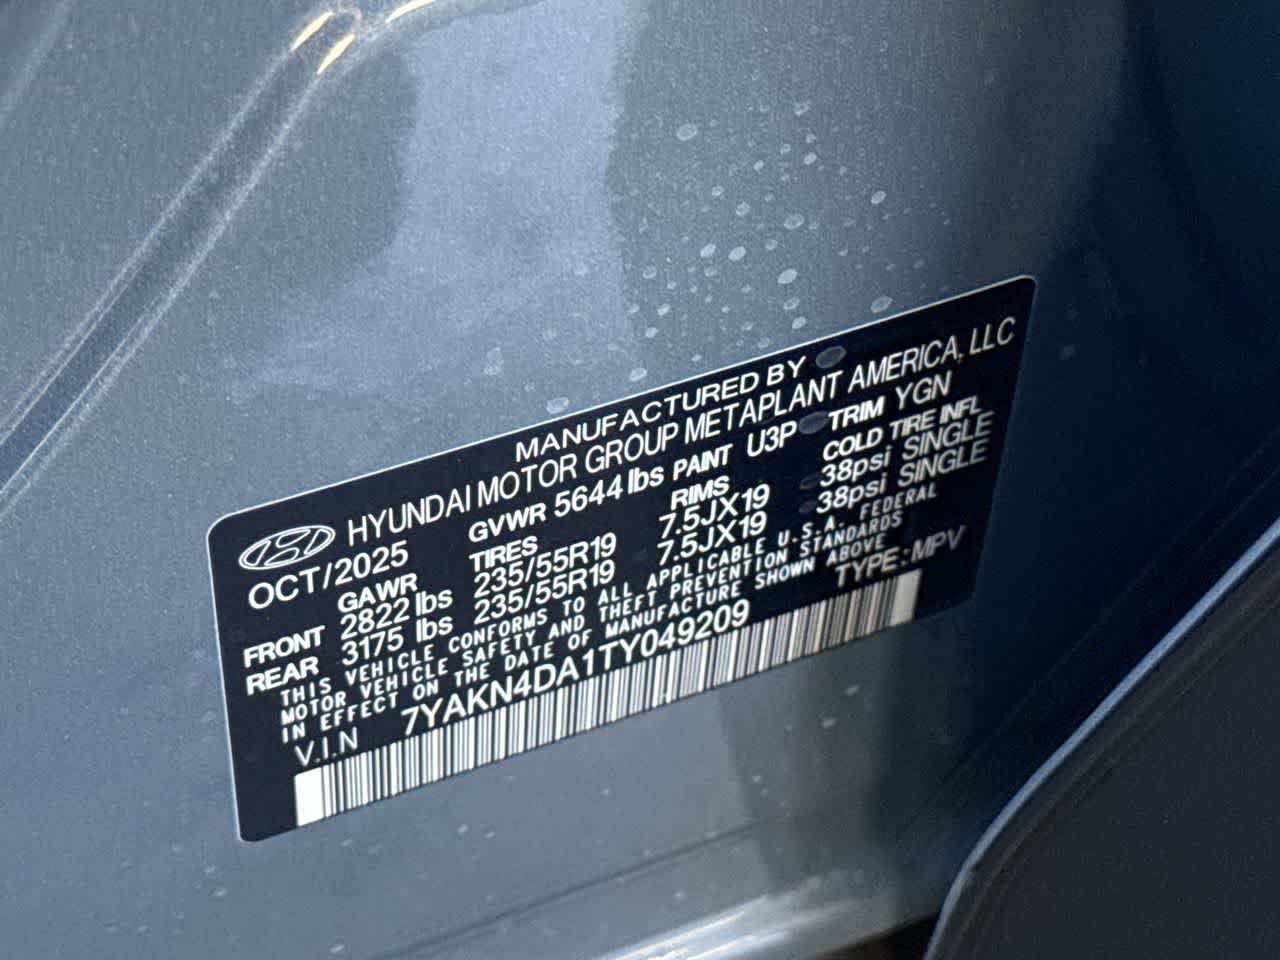 MANUFACTURED BY
HYUNDAI MOTOR GROUP METAPLANT AMERICA, LLC
OCT/2025 GVWR 5644 lbs PAINT U3P TRIM YGN
GAWR TIRES RIMS COLD TIRE INFL
FRONT 2822 lbs 235/55R19 7.5JX19 38psi SINGLE
REAR 3175 lbs 235/55R19 7.5JX19 38psi SINGLE
THIS VEHICLE CONFORMS TO ALL APPLICABLE U.S.A. FEDERAL
MOTOR VEHICLE SAFETY AND THEFT PREVENTION STANDARDS
IN EFFECT ON THE DATE OF MANUFACTURE SHOWN ABOVE
V.I.N 7YAKN4DA1TY049209 TYPE:MPV